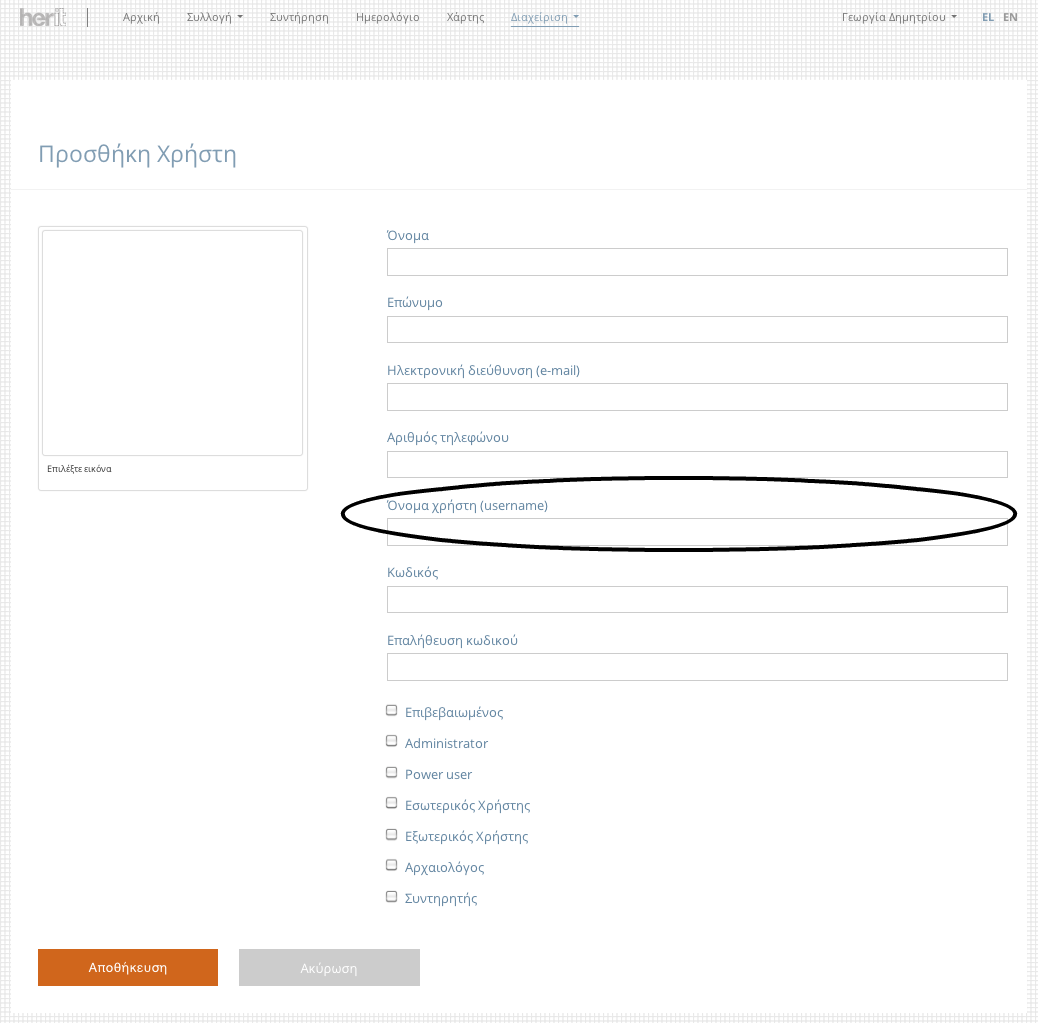 herit Αρχική Συλλογή Συντήρηση Ημερολόγιο Χάρτης Διαχείριση Γεωργία Δημητρίου EL EN
Προσθήκη Χρήστη
Όνομα
Επώνυμο
Ηλεκτρονική διεύθυνση (e-mail)
Αριθμός τηλεφώνου
Επιλέξτε εικόνα
Όνομα χρήστη (username)
Κωδικός
Επαλήθευση κωδικού
Επιβεβαιωμένος
Administrator
Power user
Εσωτερικός Χρήστης
Εξωτερικός Χρήστης
Αρχαιολόγος
Συντηρητής
Αποθήκευση Ακύρωση